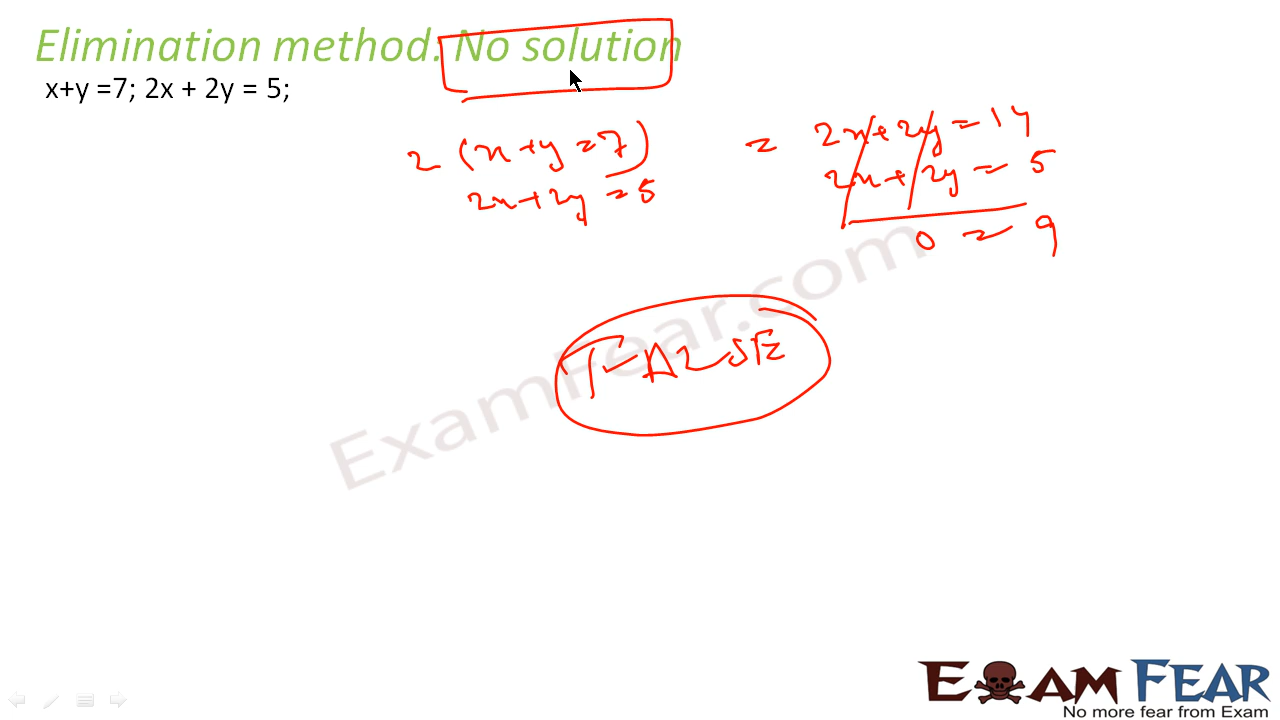 Elimination method. No solution
x+y =7; 2x + 2y = 5;
2 (x+y=7) = 2x+2y=14
2x+2y=5 2x+2y=5
0 = 9
FALSE
ExamFear.com
EXAM FEAR
No more fear from Exam